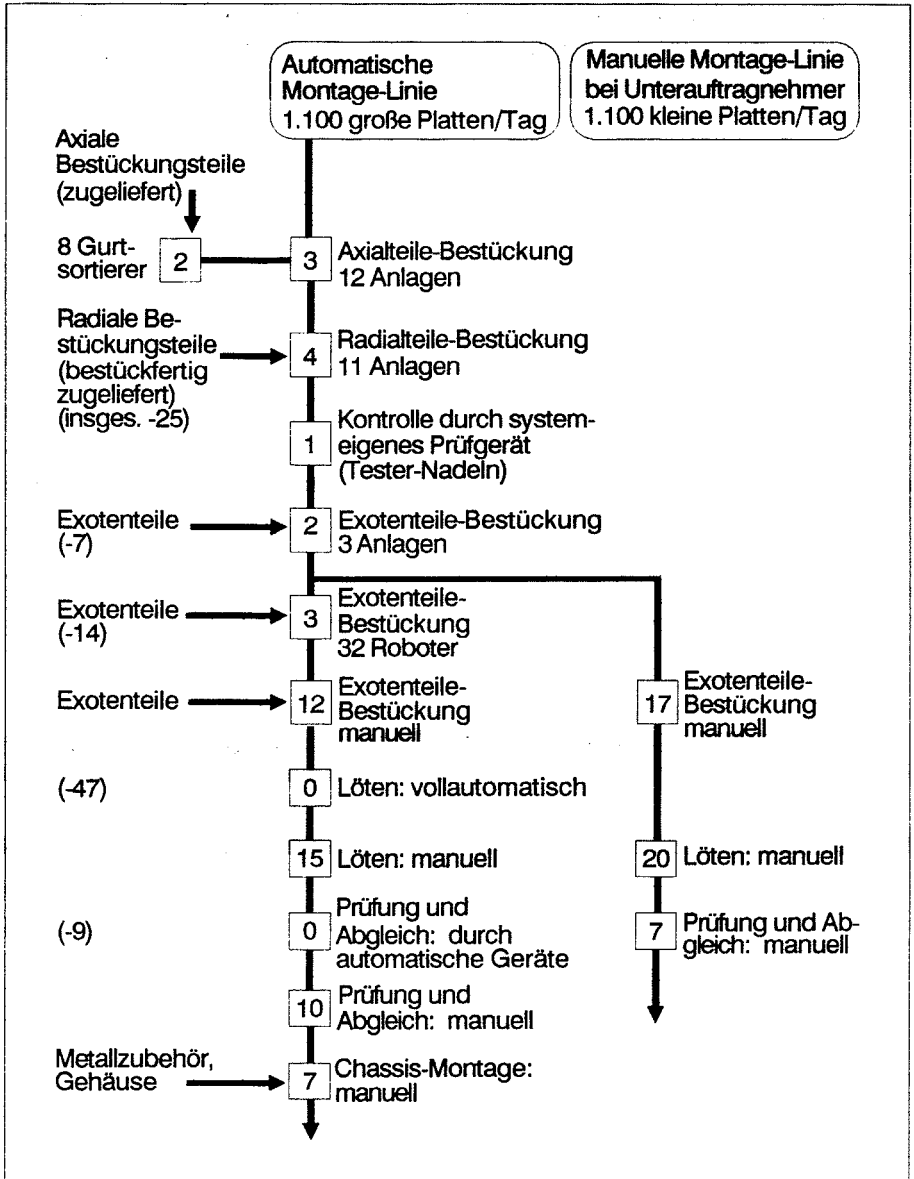 Automatische
Montage-Linie
1.100 große Platten/Tag
Manuelle Montage-Linie
bei Unterauftragnehmer
1.100 kleine Platten/Tag
Axiale
Bestückungsteile
(zugeliefert)
8 Gurt-
sortierer
2
3
Axialteile-Bestückung
12 Anlagen
Radiale Be-
stückungsteile
(bestückfertig
zugeliefert)
(insges. -25)
4
Radialteile-Bestückung
11 Anlagen
1
Kontrolle durch system-
eigenes Prüfgerät
(Tester-Nadeln)
Exotenteile
(-7)
2
Exotenteile-Bestückung
3 Anlagen
Exotenteile
(-14)
3
Exotenteile-
Bestückung
32 Roboter
Exotenteile
12
Exotenteile-
Bestückung
manuell
17
Exotenteile-
Bestückung
manuell
(-47)
0
Löten: vollautomatisch
15
Löten: manuell
20
Löten: manuell
(-9)
0
Prüfung und
Abgleich: durch
automatische Geräte
7
Prüfung und Ab-
gleich: manuell
10
Prüfung und
Abgleich: manuell
Metallzubehör,
Gehäuse
7
Chassis-Montage:
manuell